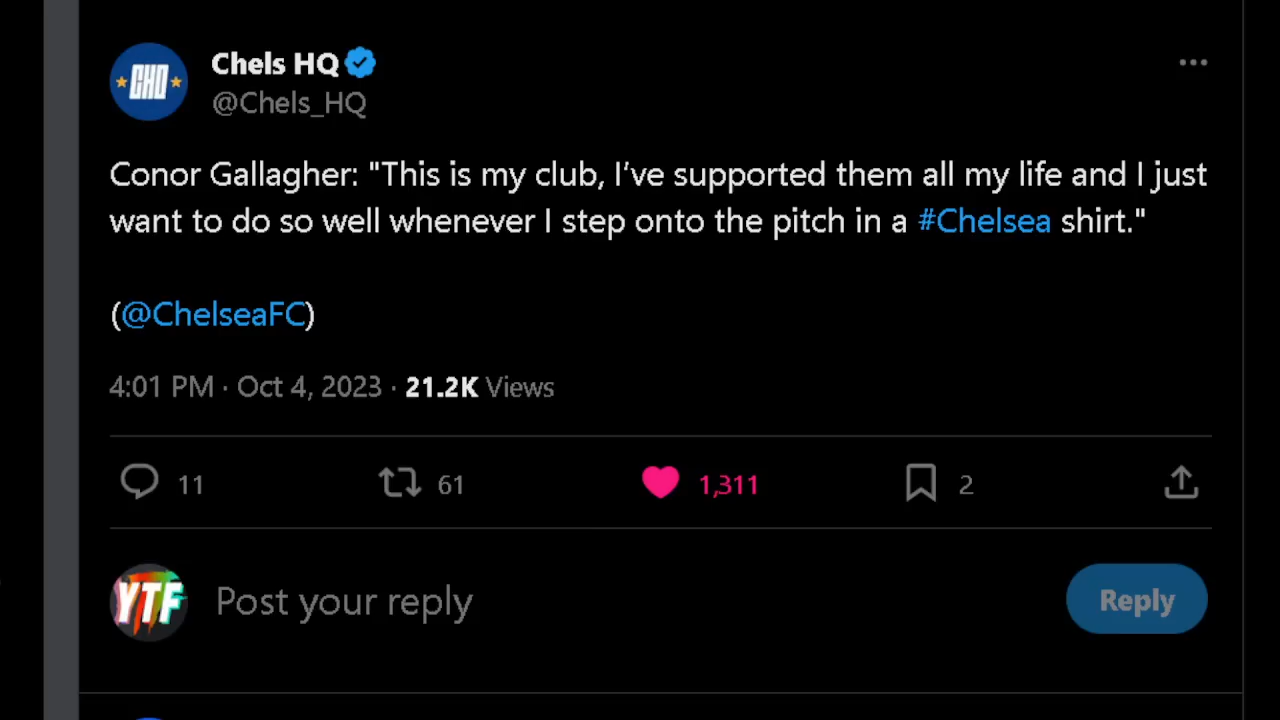 CHQ
Chels HQ
@Chels_HQ
Conor Gallagher: "This is my club, I’ve supported them all my life and I just
want to do so well whenever I step onto the pitch in a #Chelsea shirt."
(@ChelseaFC)
4:01 PM · Oct 4, 2023 · 21.2K Views
11 61 1,311 2
YTF
Post your reply
Reply